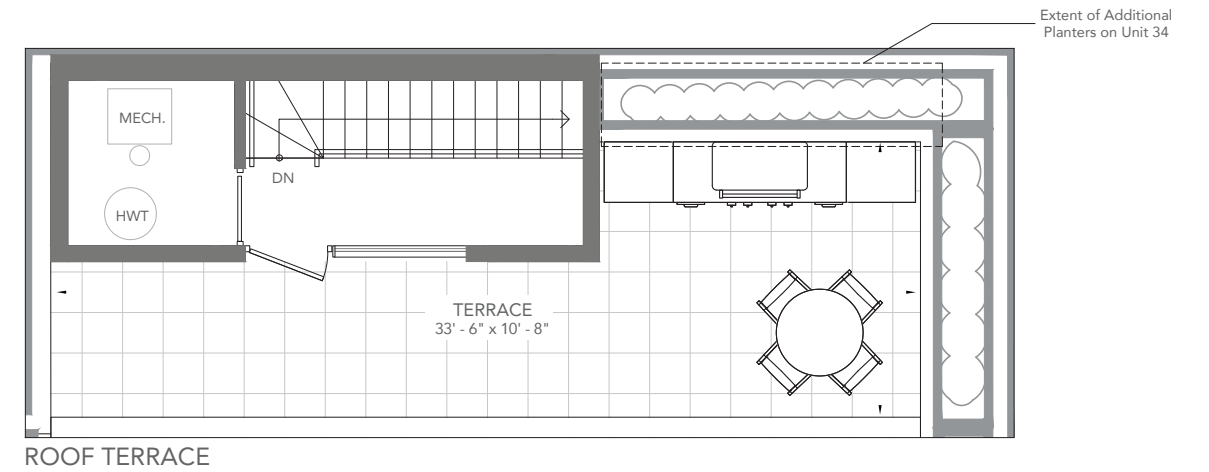 Extent of Additional
Planters on Unit 34
MECH.
DN
HWT
TERRACE
33' - 6" x 10' - 8"
ROOF TERRACE